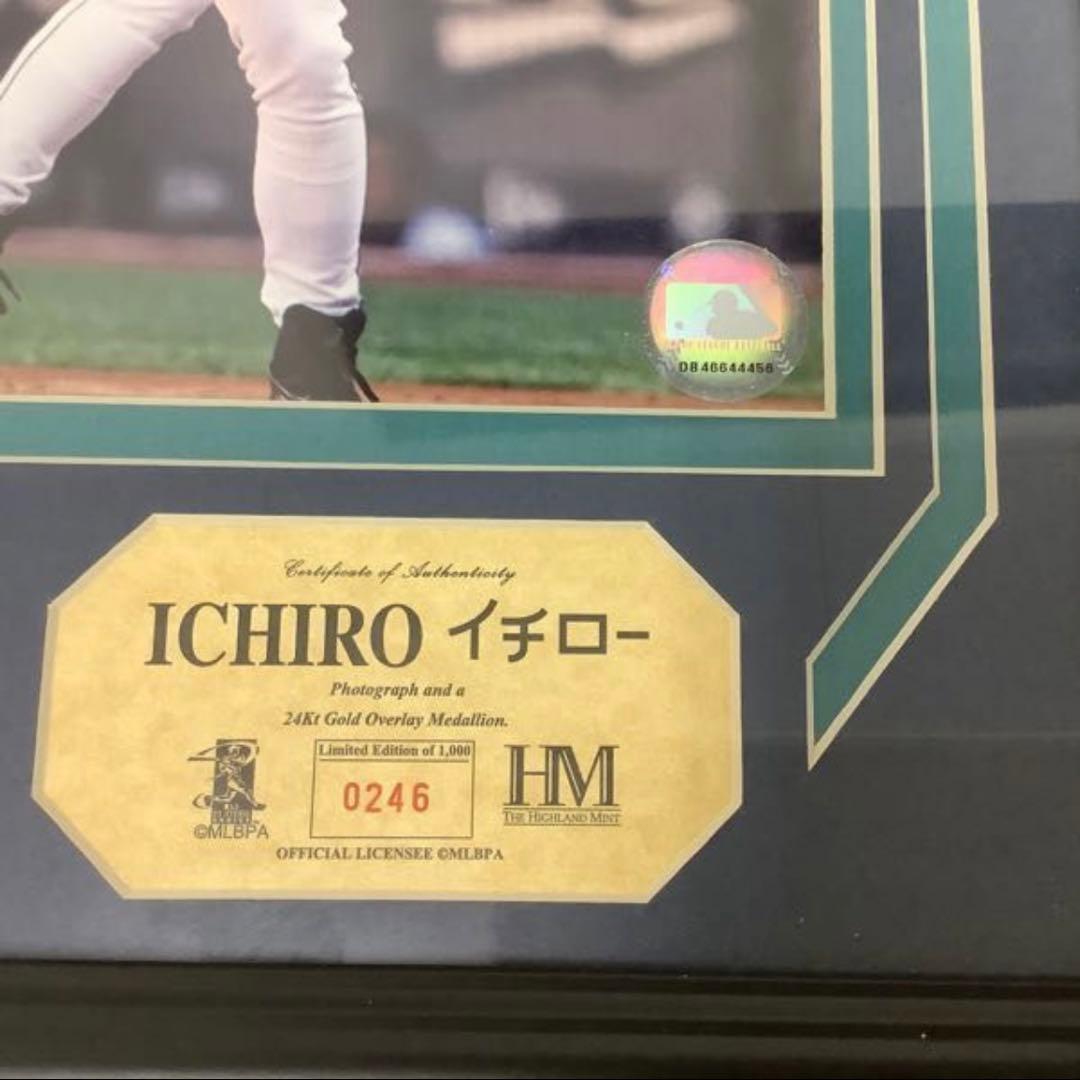 DB46644456
Certificate of Authenticity
ICHIRO イチロー
Photograph and a
24Kt Gold Overlay Medallion.
Limited Edition of 1,000
0246
©MLBPA
HM
THE HIGHLAND MINT
OFFICIAL LICENSEE ©MLBPA